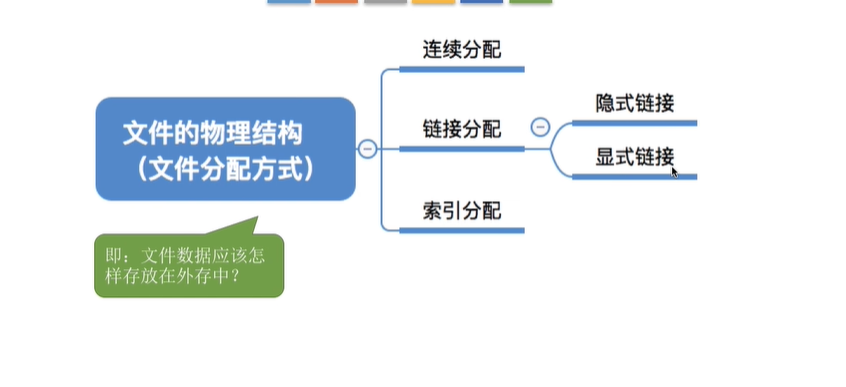 连续分配
隐式链接
文件的物理结构
（文件分配方式）
链接分配
显式链接
索引分配
即：文件数据应该怎
样存放在外存中？